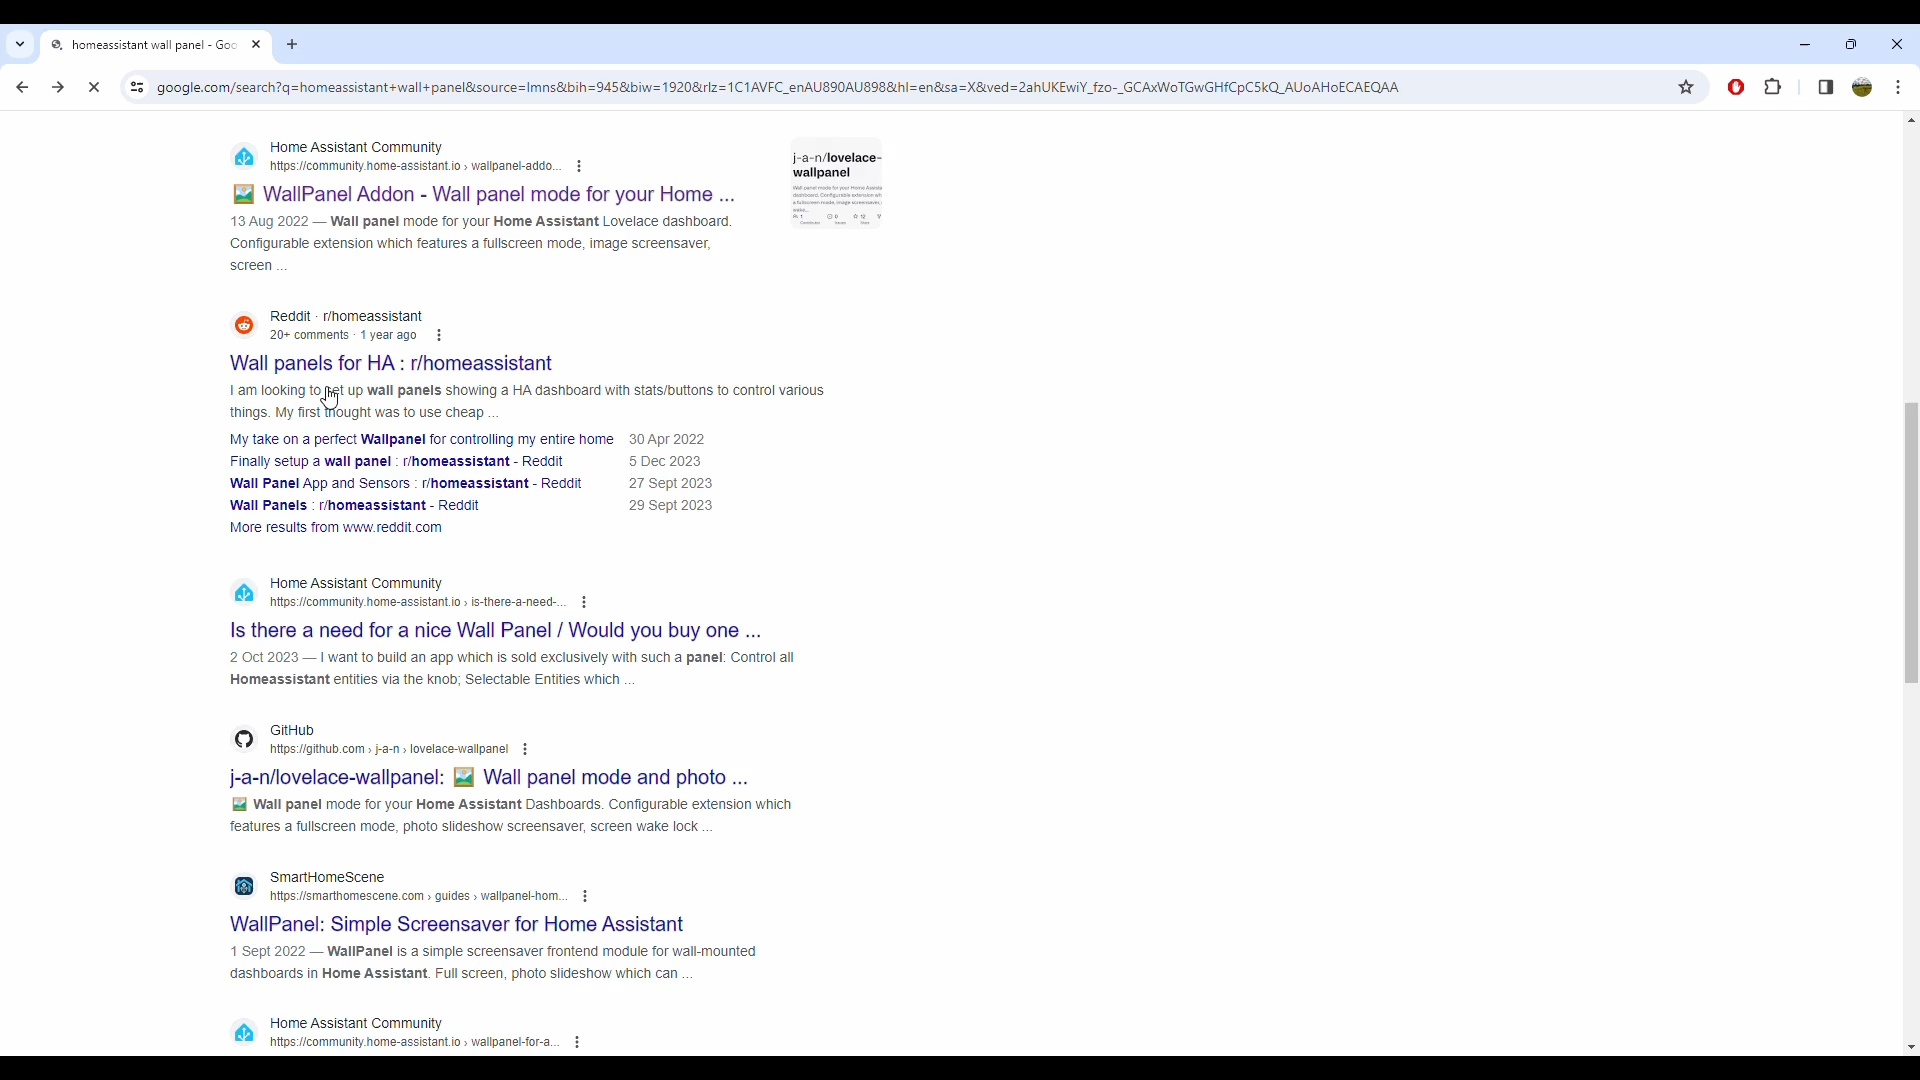 homeassistant wall panel - Goo
google.com/search?q=homeassistant+wall+panel&source=lmns&bih=945&biw=1920&rlz=1C1AVFC_enAU890AU898&hl=en&sa=X&ved=2ahUKEwiY_fzo-_GCAxWoTGwGHfCpC5kQ_AUoAHoECAEQAA
Home Assistant Community
https://community.home-assistant.io › wallpanel-addo...
WallPanel Addon - Wall panel mode for your Home ...
13 Aug 2022 — Wall panel mode for your Home Assistant Lovelace dashboard.
Configurable extension which features a fullscreen mode, image screensaver,
screen ...
j-a-n/lovelace-
wallpanel
Reddit · r/homeassistant
20+ comments · 1 year ago
Wall panels for HA : r/homeassistant
I am looking to set up wall panels showing a HA dashboard with stats/buttons to control various
things. My first thought was to use cheap ...
My take on a perfect Wallpanel for controlling my entire home 30 Apr 2022
Finally setup a wall panel : r/homeassistant - Reddit 5 Dec 2023
Wall Panel App and Sensors : r/homeassistant - Reddit 27 Sept 2023
Wall Panels : r/homeassistant - Reddit 29 Sept 2023
More results from www.reddit.com
Home Assistant Community
https://community.home-assistant.io › is-there-a-need-...
Is there a need for a nice Wall Panel / Would you buy one ...
2 Oct 2023 — I want to build an app which is sold exclusively with such a panel: Control all
Homeassistant entities via the knob; Selectable Entities which ...
GitHub
https://github.com › j-a-n › lovelace-wallpanel
j-a-n/lovelace-wallpanel: Wall panel mode and photo ...
Wall panel mode for your Home Assistant Dashboards. Configurable extension which
features a fullscreen mode, photo slideshow screensaver, screen wake lock ...
SmartHomeScene
https://smarthomescene.com › guides › wallpanel-hom...
WallPanel: Simple Screensaver for Home Assistant
1 Sept 2022 — WallPanel is a simple screensaver frontend module for wall-mounted
dashboards in Home Assistant. Full screen, photo slideshow which can ...
Home Assistant Community
https://community.home-assistant.io › wallpanel-for-a...